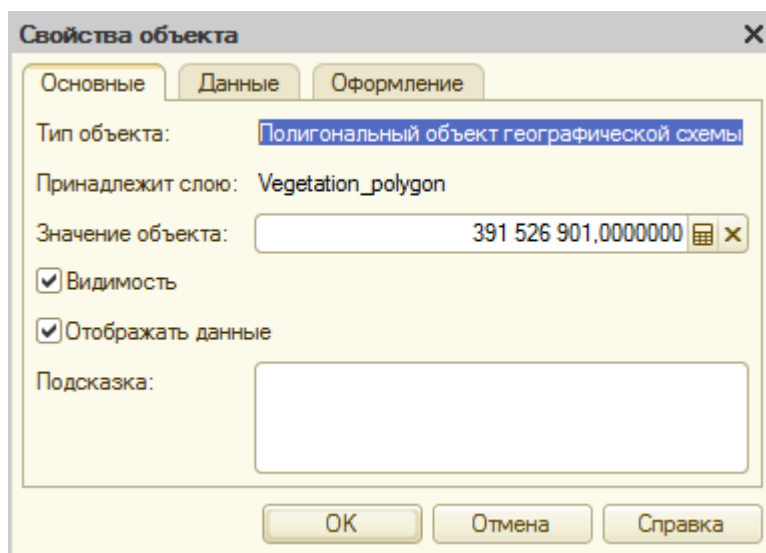 Свойства объекта
Основные Данные Оформление
Тип объекта: Полигональный объект географической схемы
Принадлежит слою: Vegetation_polygon
Значение объекта: 391 526 901,0000000
Видимость
Отображать данные
Подсказка:
OK Отмена Справка